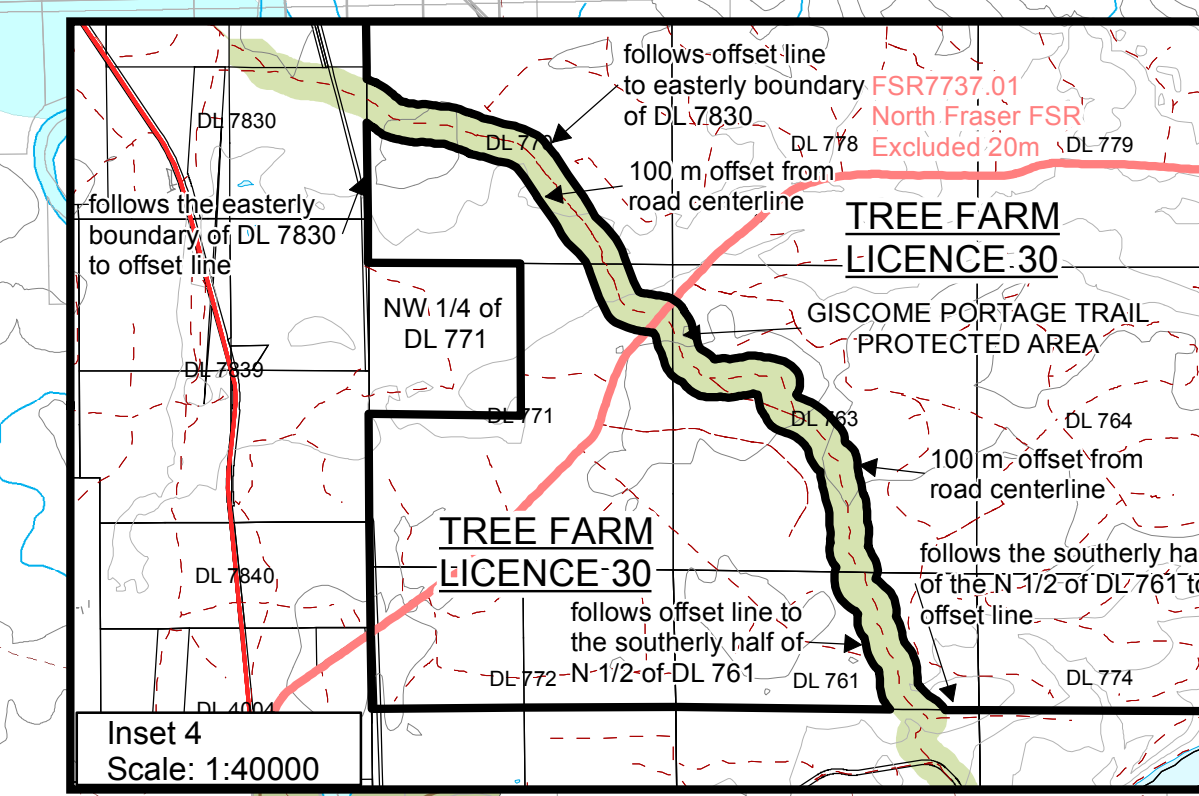 follows offset line
to easterly boundary
of DL 7830
FSR7737.01
North Fraser FSR
Excluded 20m
DL 7830
DL 778
DL 779
100 m offset from
road centerline
follows the easterly
boundary of DL 7830
to offset line
TREE FARM
LICENCE 30
NW 1/4 of
DL 771
GISCOME PORTAGE TRAIL
PROTECTED AREA
DL 7839
DL 771
DL 763
DL 764
100 m offset from
road centerline
TREE FARM
LICENCE 30
follows the southerly ha
of the N 1/2 of DL 761 to
offset line
DL 7840
follows offset line to
the southerly half of
N 1/2 of DL 761
DL 772
DL 761
DL 774
DL 4004
Inset 4
Scale: 1:40000